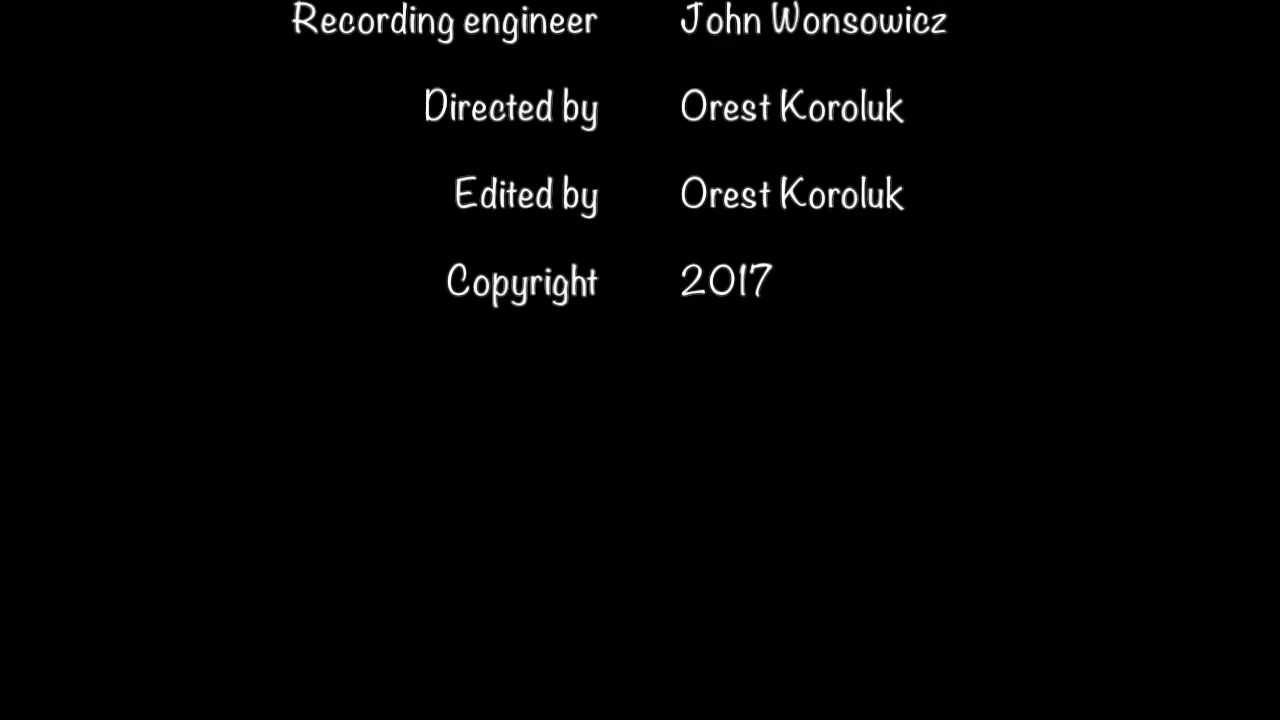 Recording engineer John Wonsowicz
Directed by Orest Koroluk
Edited by Orest Koroluk
Copyright 2017